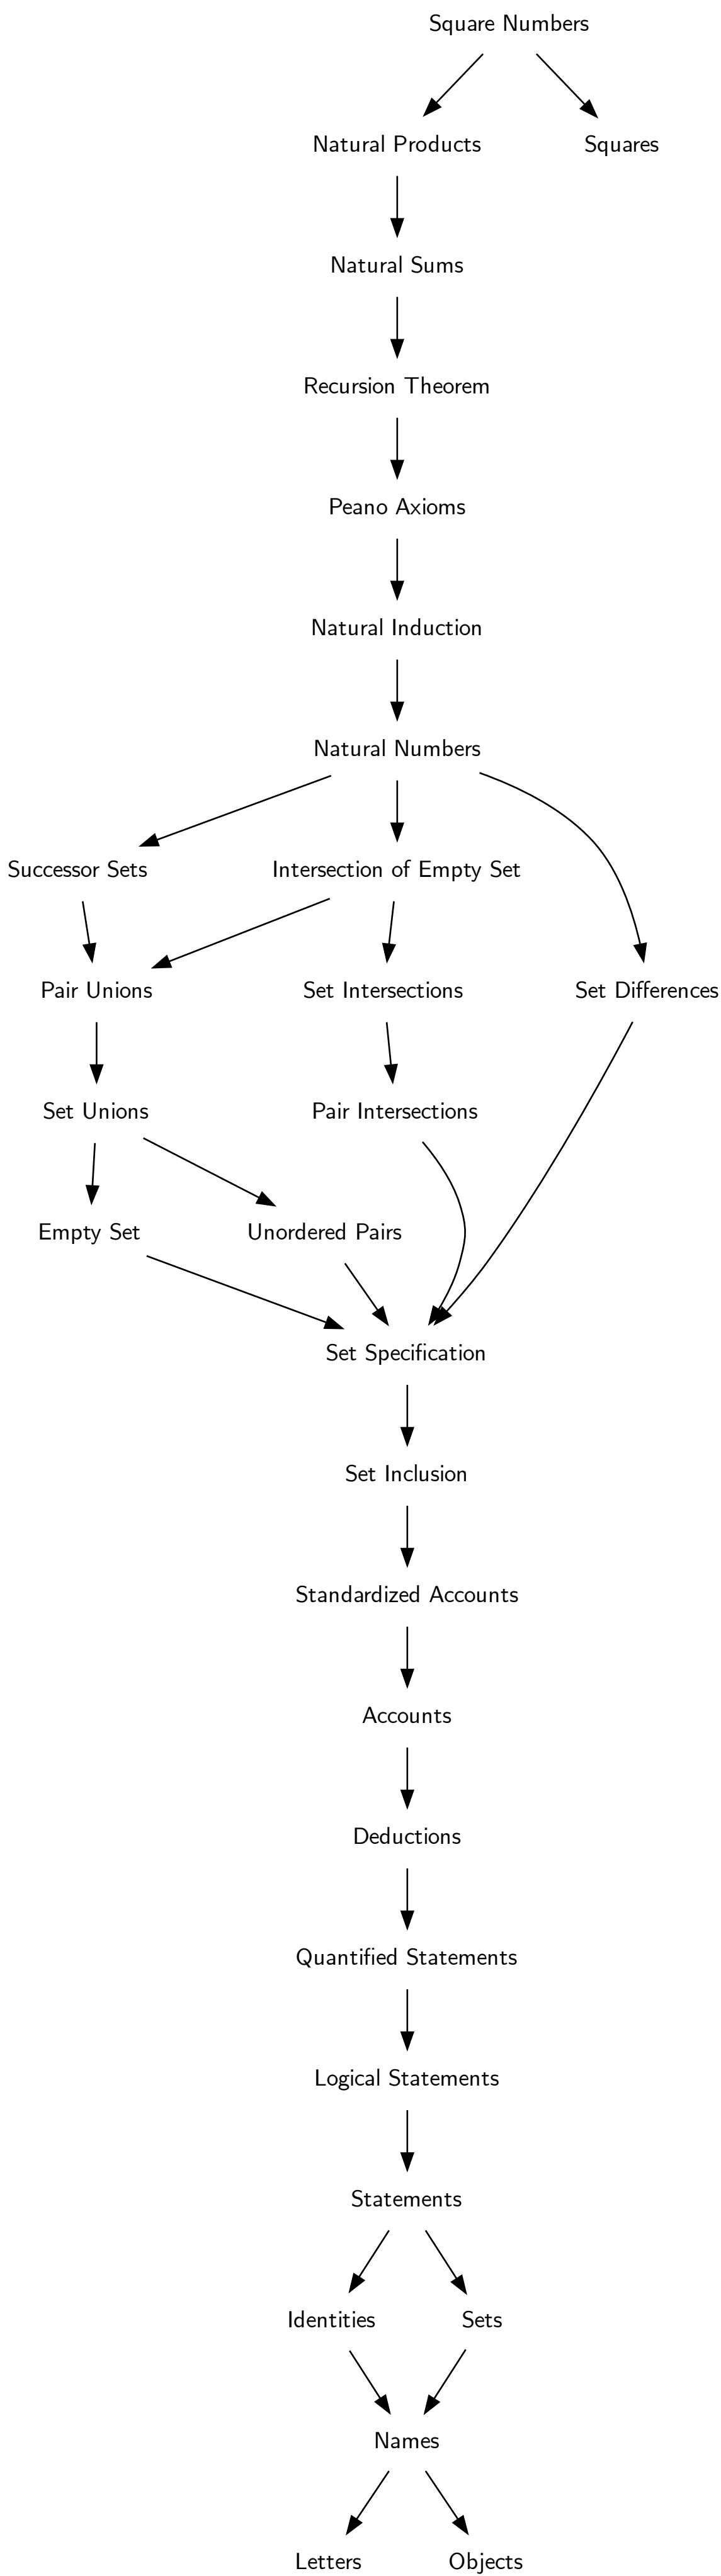 Square Numbers
Natural Products
Squares
Natural Sums
Recursion Theorem
Peano Axioms
Natural Induction
Natural Numbers
Successor Sets
Intersection of Empty Set
Pair Unions
Set Intersections
Set Differences
Set Unions
Pair Intersections
Empty Set
Unordered Pairs
Set Specification
Set Inclusion
Standardized Accounts
Accounts
Deductions
Quantified Statements
Logical Statements
Statements
Identities
Sets
Names
Letters
Objects